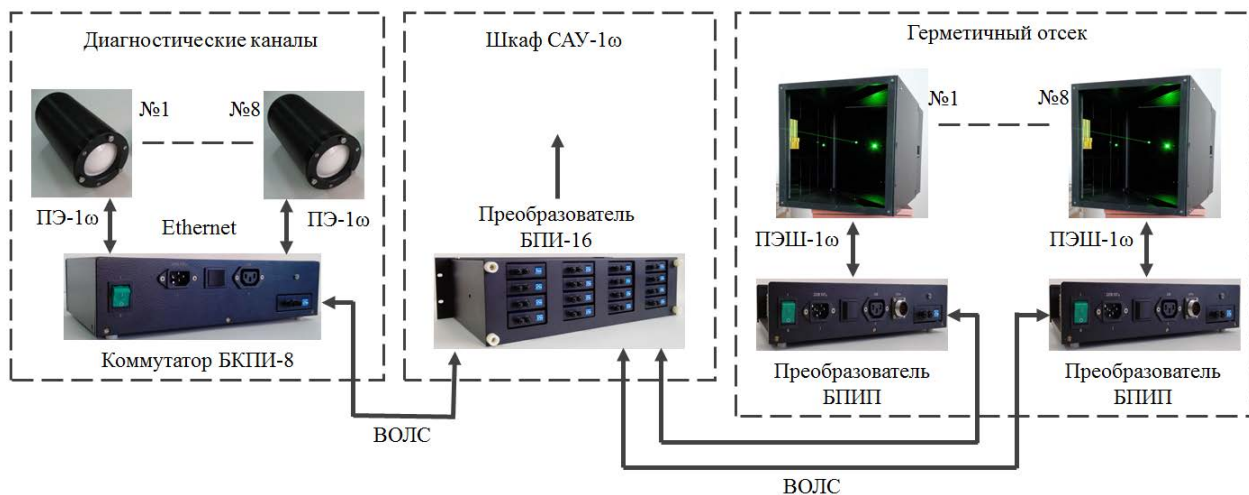 Диагностические каналы
№1
№8
ПЭ-1ω
ПЭ-1ω
Ethernet
Коммутатор БКПИ-8
ВОЛС
Шкаф САУ-1ω
Преобразователь
БПИ-16
Герметичный отсек
№1
№8
ПЭШ-1ω
ПЭШ-1ω
Преобразователь
БПИП
Преобразователь
БПИП
ВОЛС